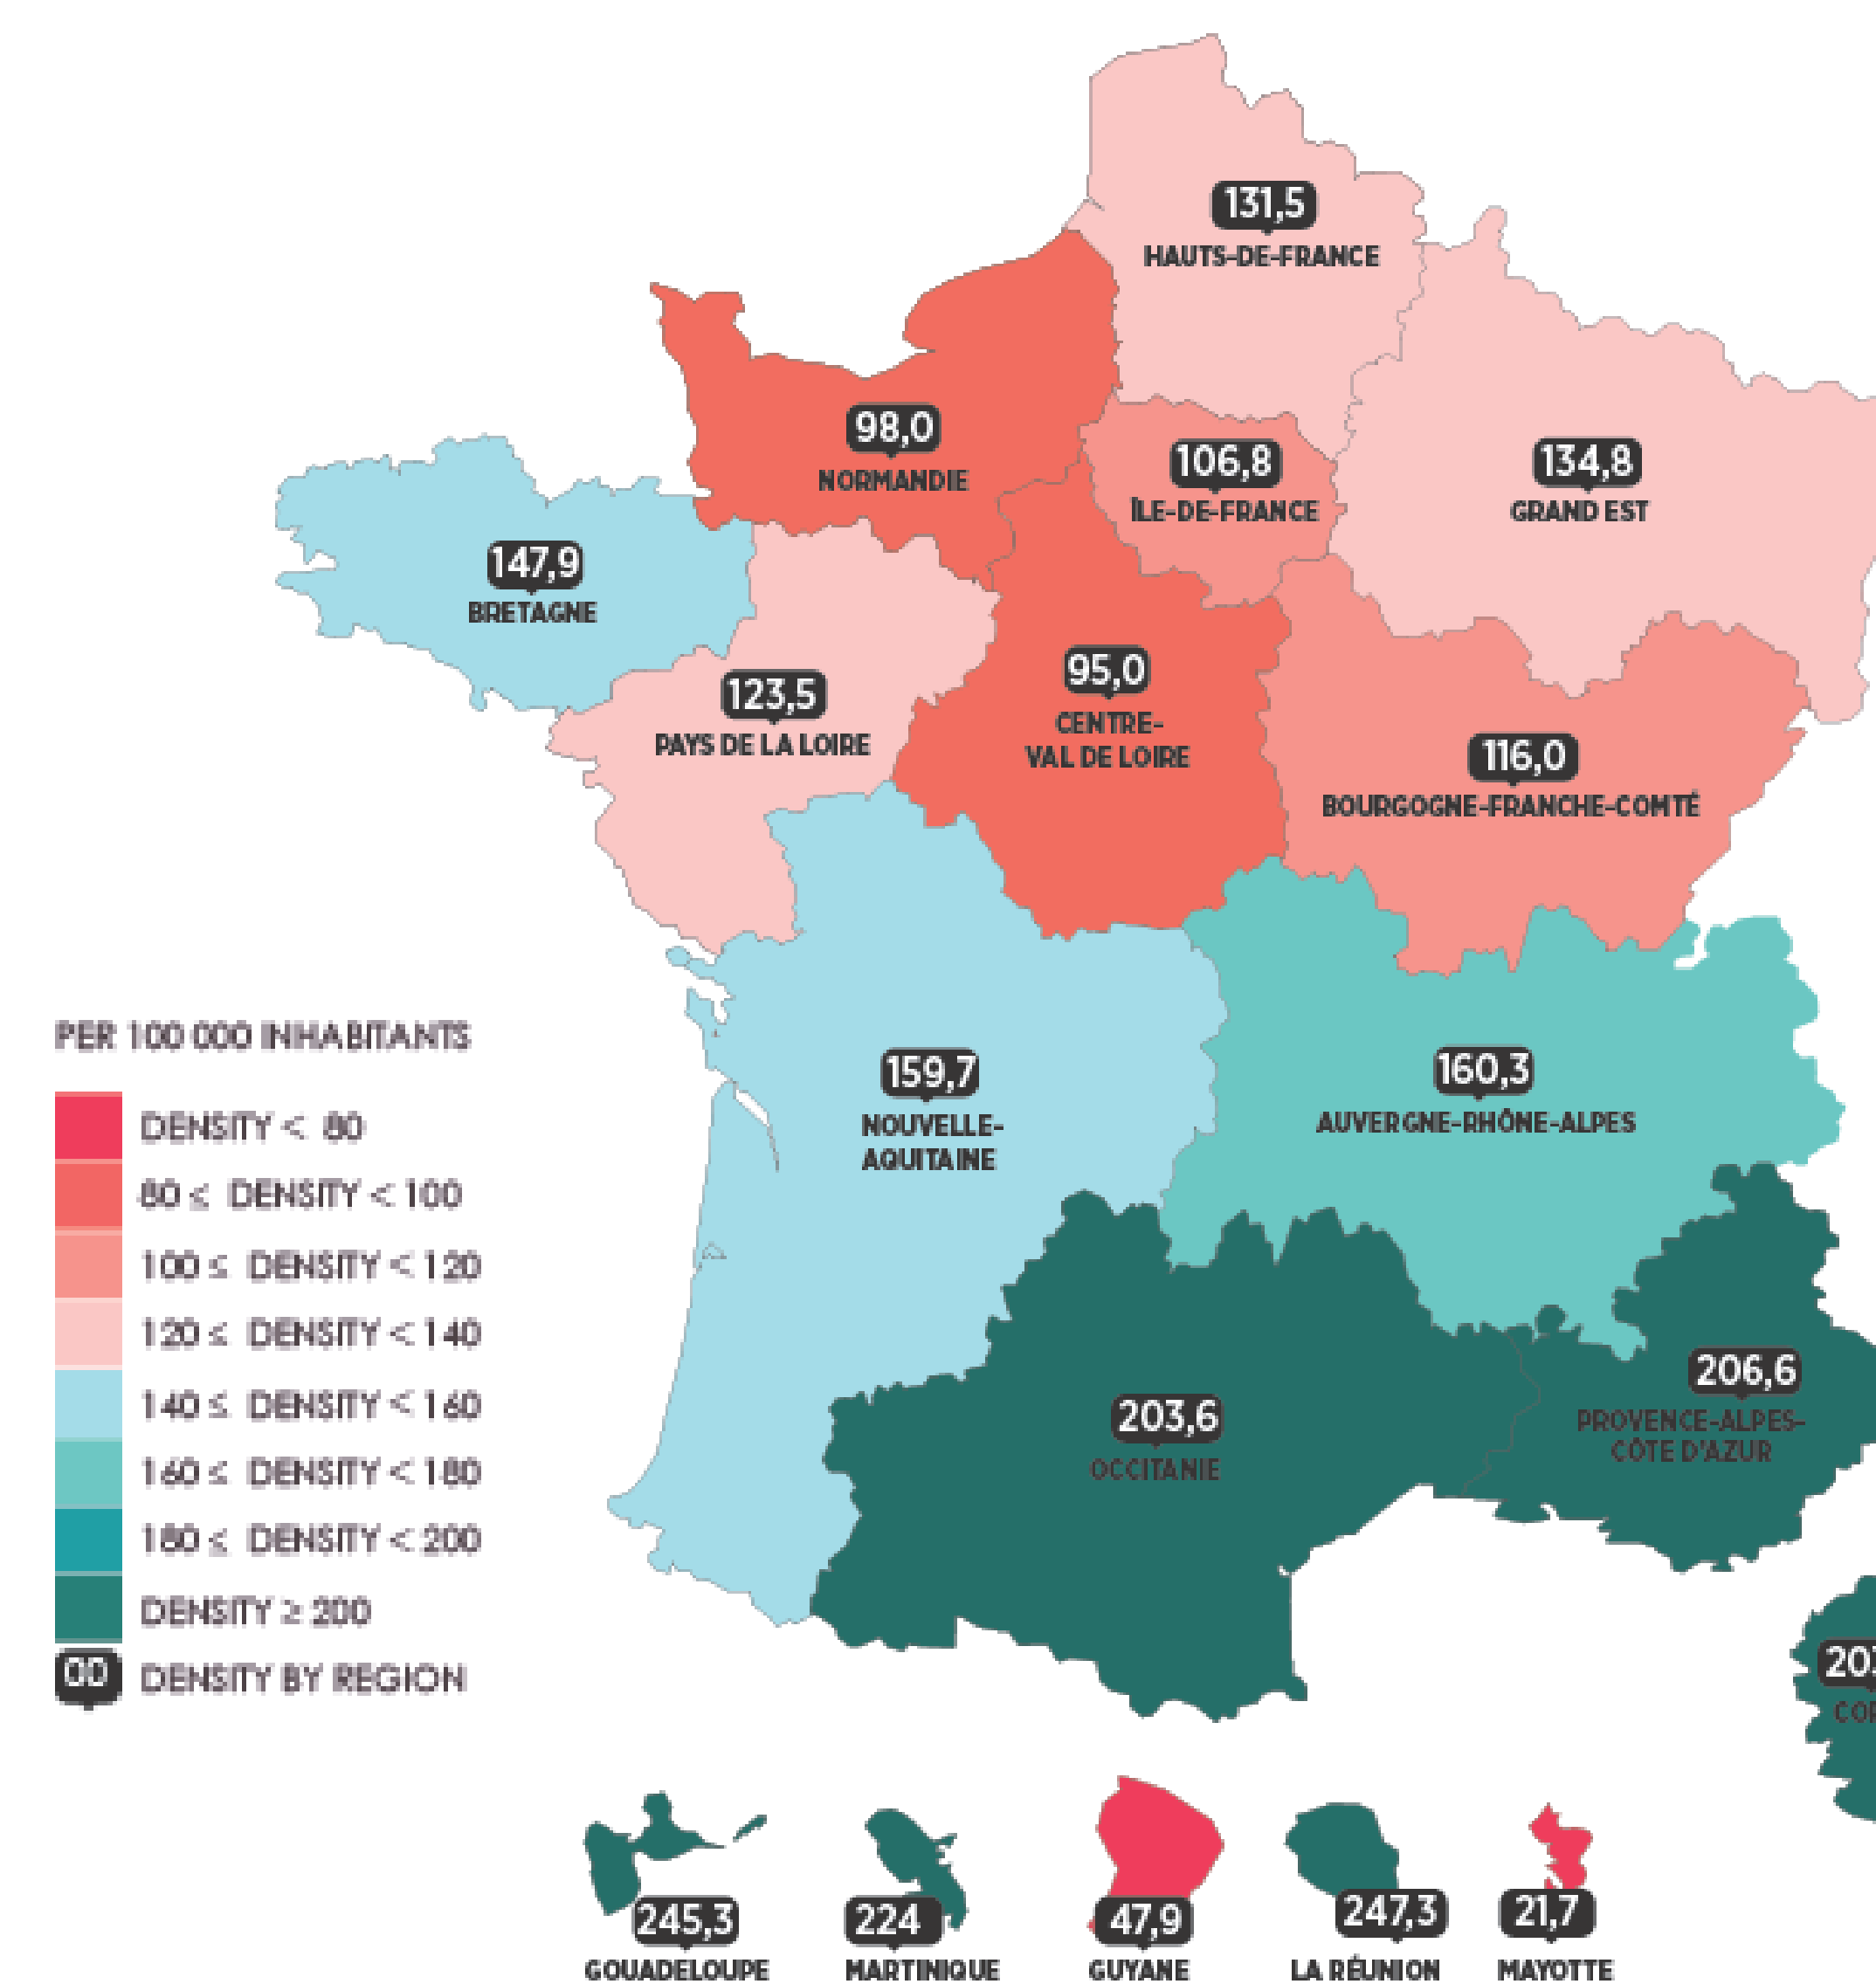 131,5
HAUTS-DE-FRANCE
98,0
NORMANDIE
106,8
ÎLE-DE-FRANCE
134,8
GRAND EST
147,9
BRETAGNE
123,5
PAYS DE LA LOIRE
95,0
CENTRE-
VAL DE LOIRE
116,0
BOURGOGNE-FRANCHE-COMTÉ
PER 100 000 INHABITANTS
DENSITY < 80
80 ≤ DENSITY < 100
100 ≤ DENSITY < 120
120 ≤ DENSITY < 140
140 ≤ DENSITY < 160
160 ≤ DENSITY < 180
180 ≤ DENSITY < 200
DENSITY ≥ 200
00 DENSITY BY REGION
159,7
NOUVELLE-
AQUITAINE
160,3
AUVERGNE-RHÔNE-ALPES
203,6
OCCITANIE
206,6
PROVENCE-ALPES-
CÔTE D'AZUR
245,3
GOUADELOUPE
224
MARTINIQUE
47,9
GUYANE
247,3
LA RÉUNION
21,7
MAYOTTE